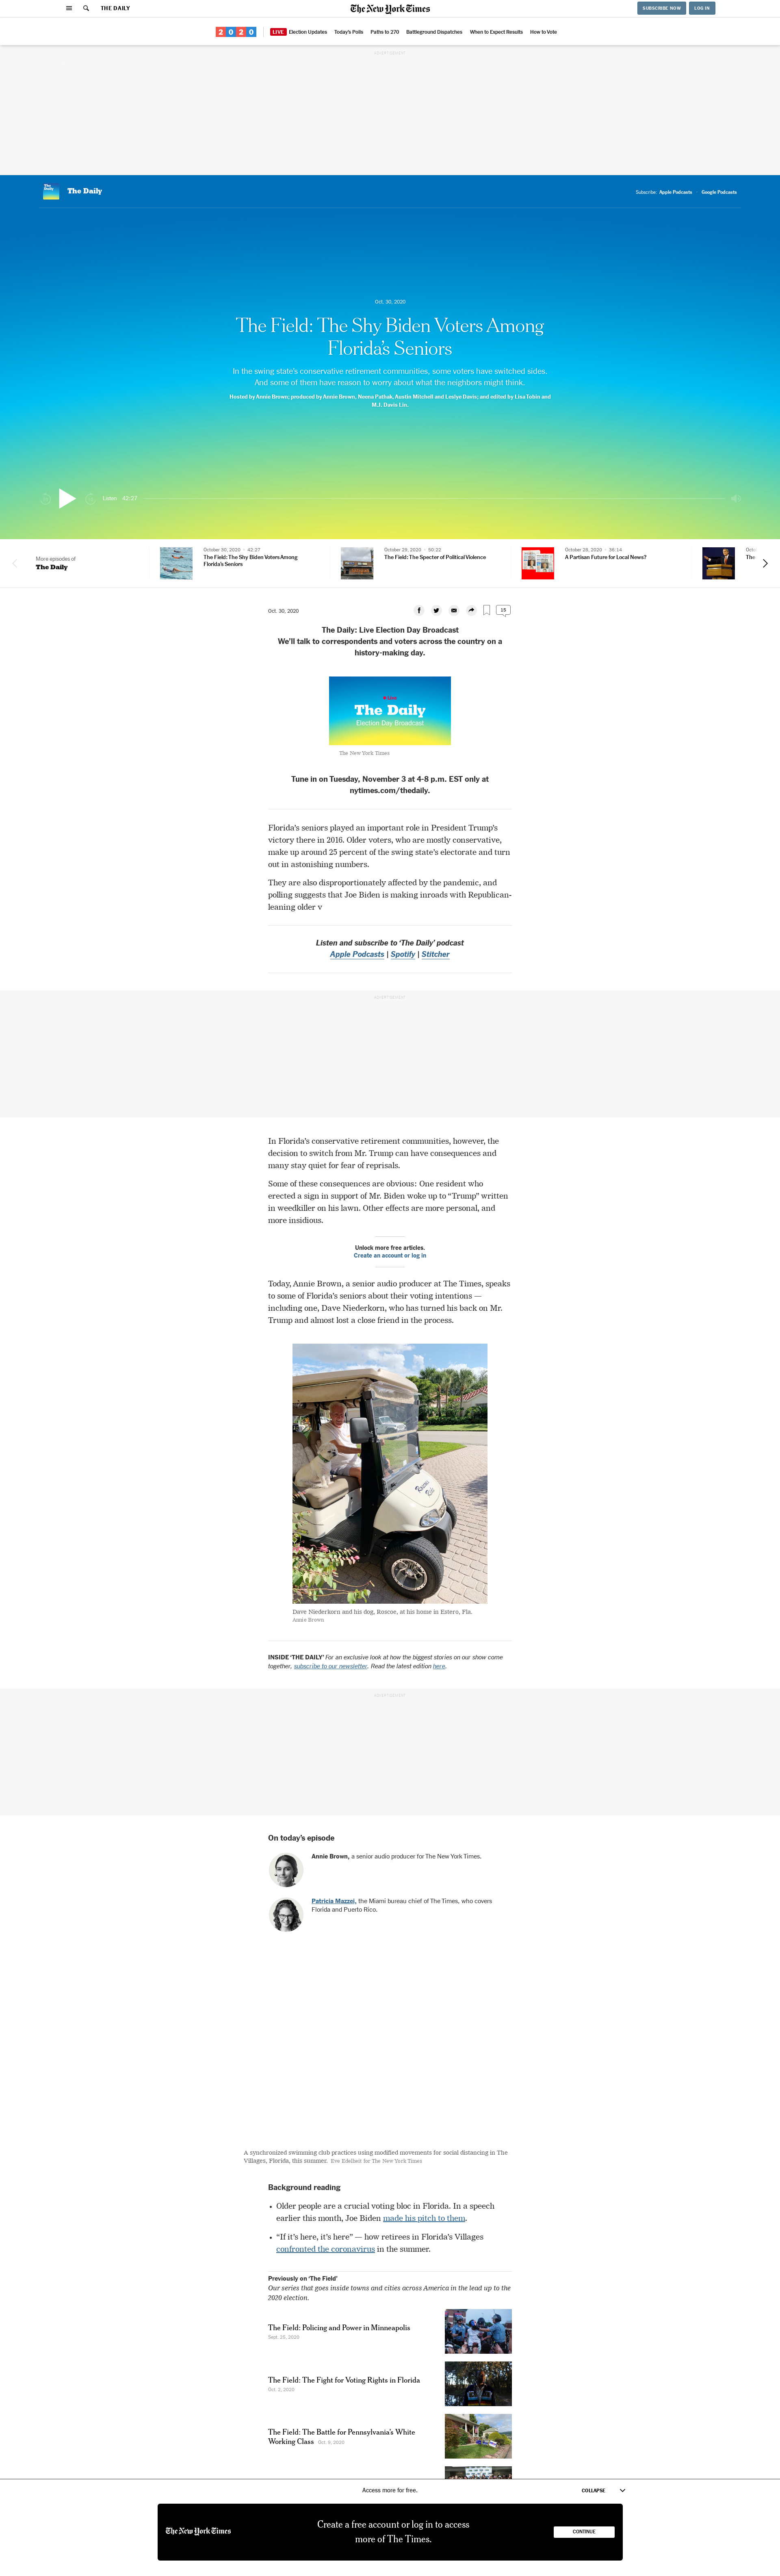 THE DAILY
The New York Times
SUBSCRIBE NOW
LOG IN
2020
LIVE Election Updates
Today's Polls
Paths to 270
Battleground Dispatches
When to Expect Results
How to Vote
ADVERTISEMENT
The Daily
The Daily
Subscribe:
Apple Podcasts
Google Podcasts
Oct. 30, 2020
The Field: The Shy Biden Voters Among
Florida's Seniors
In the swing state's conservative retirement communities, some voters have switched sides.
And some of them have reason to worry about what the neighbors might think.
Hosted by Annie Brown; produced by Annie Brown, Neena Pathak, Austin Mitchell and Leslye Davis; and edited by Lisa Tobin and
M.J. Davis Lin.
Listen 42:27
More episodes of
The Daily
October 30, 2020 · 42:27
The Field: The Shy Biden Voters Among
Florida's Seniors
October 29, 2020 · 50:22
The Field: The Specter of Political Violence
October 28, 2020 · 36:14
A Partisan Future for Local News?
Oct. 30, 2020
15
The Daily: Live Election Day Broadcast
We'll talk to correspondents and voters across the country on a
history-making day.
Live
The Daily
Election Day Broadcast
The New York Times
Tune in on Tuesday, November 3 at 4-8 p.m. EST only at
nytimes.com/thedaily.
Florida's seniors played an important role in President Trump's
victory there in 2016. Older voters, who are mostly conservative,
make up around 25 percent of the swing state's electorate and turn
out in astonishing numbers.
They are also disproportionately affected by the pandemic, and
polling suggests that Joe Biden is making inroads with Republican-
leaning older v
Listen and subscribe to 'The Daily' podcast
Apple Podcasts | Spotify | Stitcher
ADVERTISEMENT
In Florida's conservative retirement communities, however, the
decision to switch from Mr. Trump can have consequences and
many stay quiet for fear of reprisals.
Some of these consequences are obvious: One resident who
erected a sign in support of Mr. Biden woke up to "Trump" written
in weedkiller on his lawn. Other effects are more personal, and
more insidious.
Unlock more free articles.
Create an account or log in
Today, Annie Brown, a senior audio producer at The Times, speaks
to some of Florida's seniors about their voting intentions —
including one, Dave Niederkorn, who has turned his back on Mr.
Trump and almost lost a close friend in the process.
Dave Niederkorn and his dog, Roscoe, at his home in Estero, Fla.
Annie Brown
INSIDE 'THE DAILY' For an exclusive look at how the biggest stories on our show come
together, subscribe to our newsletter. Read the latest edition here.
ADVERTISEMENT
On today's episode
Annie Brown, a senior audio producer for The New York Times.
Patricia Mazzei, the Miami bureau chief of The Times, who covers
Florida and Puerto Rico.
A synchronized swimming club practices using modified movements for social distancing in The
Villages, Florida, this summer. Eve Edelheit for The New York Times
Background reading
• Older people are a crucial voting bloc in Florida. In a speech
earlier this month, Joe Biden made his pitch to them.
• "If it's here, it's here" — how retirees in Florida's Villages
confronted the coronavirus in the summer.
Previously on 'The Field'
Our series that goes inside towns and cities across America in the lead up to the
2020 election.
The Field: Policing and Power in Minneapolis
Sept. 25, 2020
The Field: The Fight for Voting Rights in Florida
Oct. 2, 2020
The Field: The Battle for Pennsylvania's White
Working Class Oct. 9, 2020
Access more for free.
COLLAPSE
The New York Times
Create a free account or log in to access
more of The Times.
CONTINUE